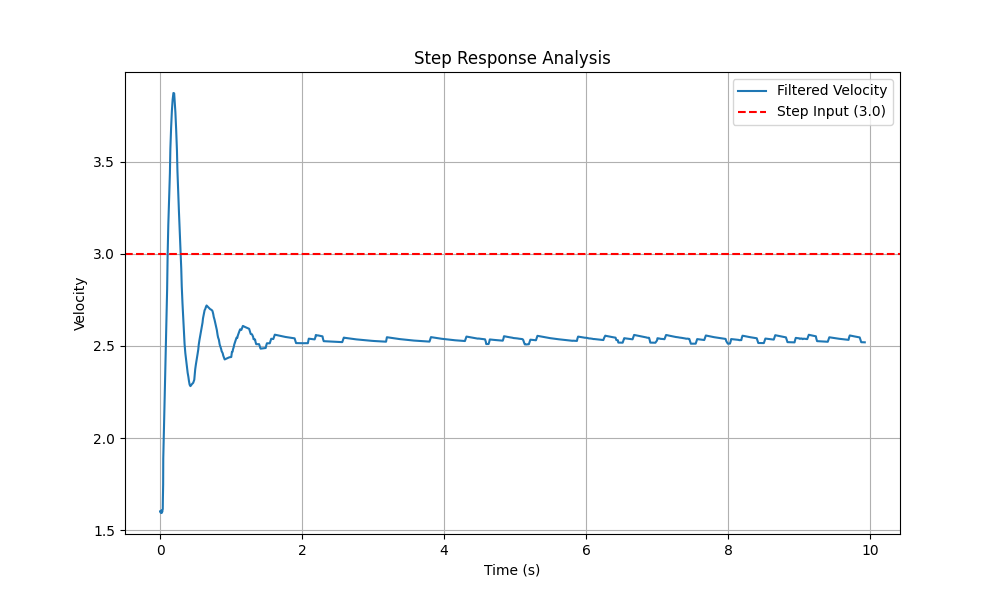 Step Response Analysis
Filtered Velocity
Step Input (3.0)
Velocity
3.5
3.0
2.5
2.0
1.5
0 2 4 6 8 10
Time (s)